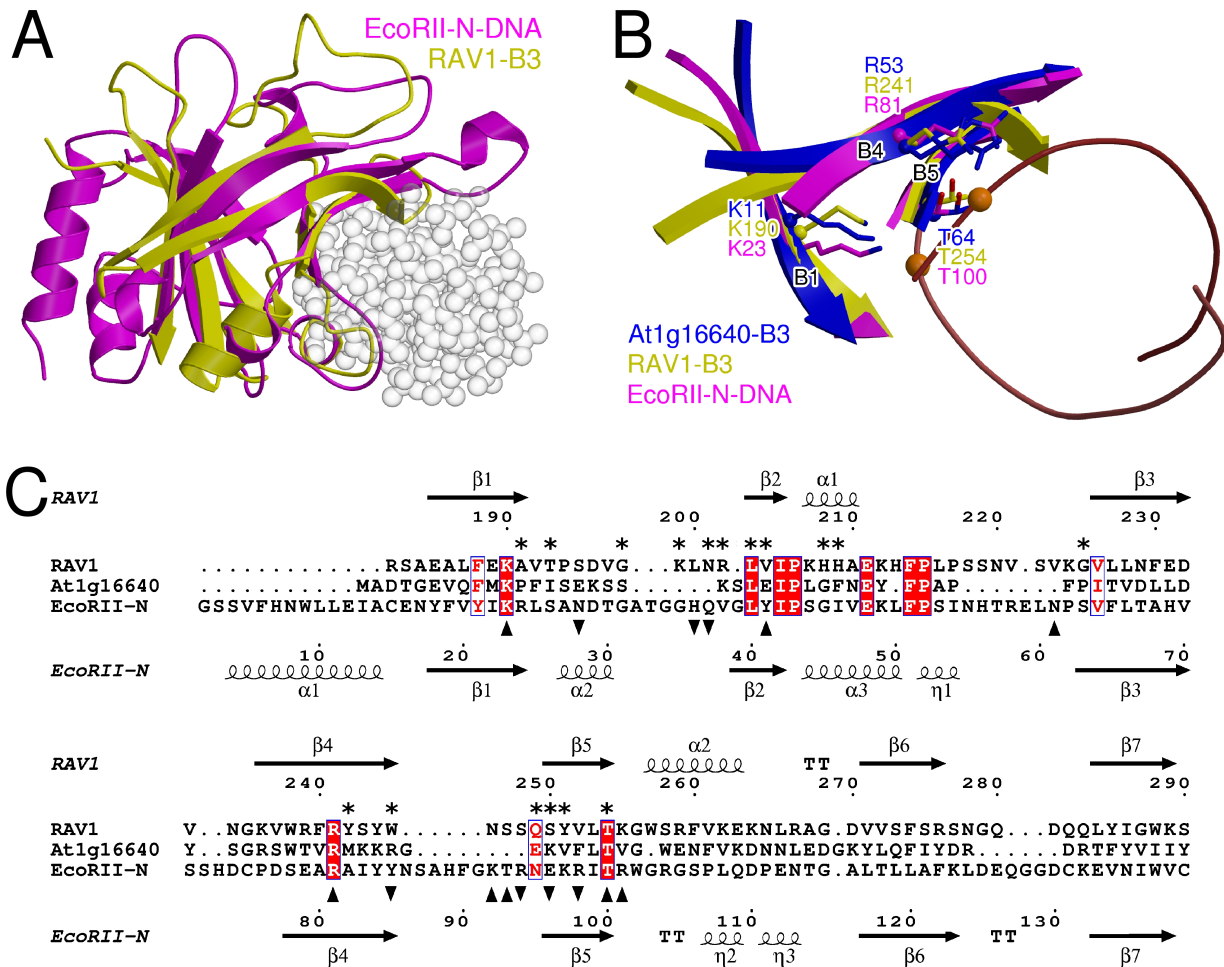 A
EcoRII-N-DNA
RAV1-B3
B
R53
R241
R81
B4
B5
K11
K190
K23
B1
T64
T254
T100
At1g16640-B3
RAV1-B3
EcoRII-N-DNA
C
RAV1
β1 β2 α1 β3
190 200 210 220 230
* * * * * * * * * * *
RAV1 ..............RSAEALFEKAVTPSDVG....KLNR.LVIPKHHAEKHFPLPSSNV.SVKGVLLNFED
At1g16640 ............MADTGEVQFMKPFISEKSS......KSLEIPLGFNEYFPAP.......FPITVDLLD
EcoRII-N GSSVFHNWLLEIACENYFVYIKRLSANDTGATGGHQVGLYIPSGIVEKLFPSINHTRELNPSVFLTAHV
▲ ▼ ▼ ▼ ▲ ▲
10 20 30 40 50 60 70
EcoRII-N
α1 β1 α2 β2 α3 η1 β3
RAV1
β4 β5 α2 TT β6 β7
240 250 260 270 280 290
* * * * * *
RAV1 V..NGKVWRFRYSYW......NSSQSYVLTKGWSRFVKEKNLRAG.DVVSFSRSNGQ..DQQLYIGWKS
At1g16640 Y..SGRSWTVRMKKRG........EKVFLTVG.WENFVKDNNLEDGKYLQFIYDR....DRTFYVIIY
EcoRII-N SSHDCPDSEARAIYYNSAHFGKTRNEKRITRWGRGSPLQDPENTG.ALTLLAFKLDEQGGDCKEVNIWVC
▲ ▼ ▲ ▲ ▼ ▼ ▼ ▲ ▲
80 90 100 110 120 130
EcoRII-N
β4 β5 TT η2 η3 β6 TT β7